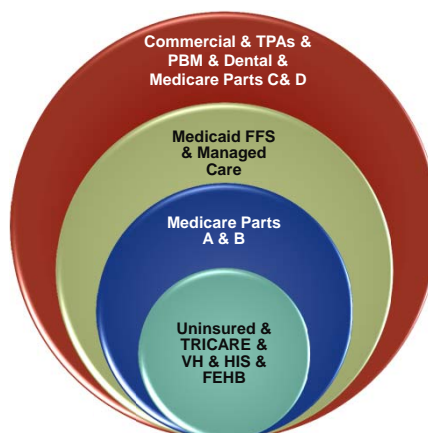 Commercial & TPAs &
PBM & Dental &
Medicare Parts C& D
Medicaid FFS
& Managed
Care
Medicare Parts
A & B
Uninsured &
TRICARE &
VH & HIS &
FEHB